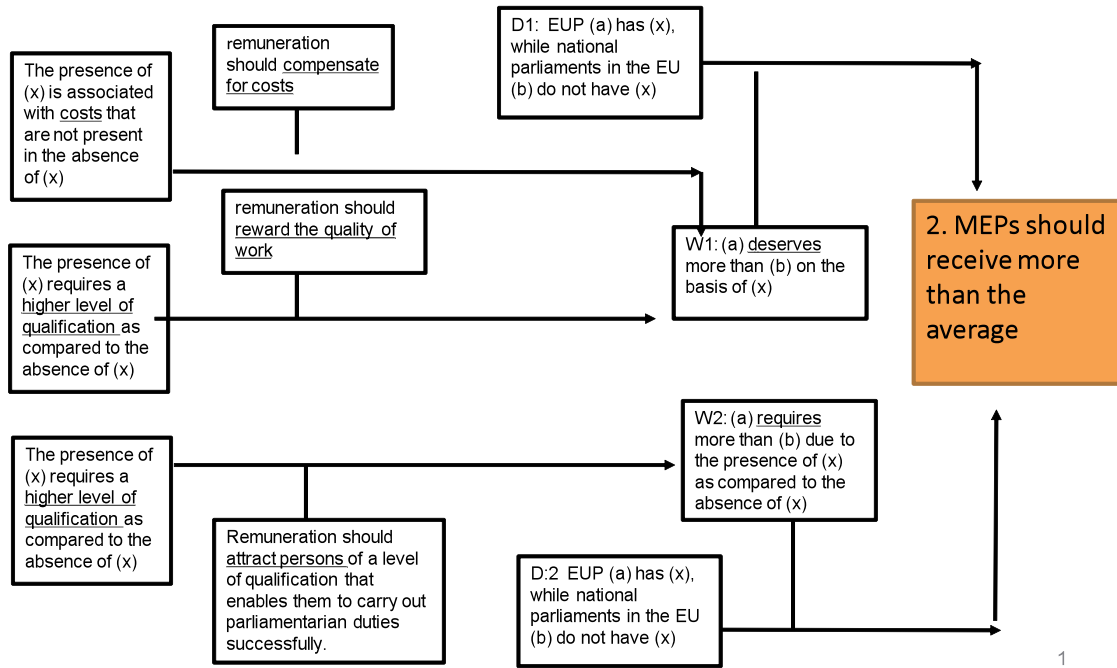 The presence of
(x) is associated
with costs that
are not present
in the absence
of (x)
remuneration
should compensate
for costs
D1: EUP (a) has (x),
while national
parliaments in the EU
(b) do not have (x)
remuneration should
reward the quality of
work
The presence of
(x) requires a
higher level of
qualification as
compared to the
absence of (x)
W1: (a) deserves
more than (b) on the
basis of (x)
2. MEPs should
receive more
than the
average
The presence of
(x) requires a
higher level of
qualification as
compared to the
absence of (x)
W2: (a) requires
more than (b) due to
the presence of (x)
as compared to the
absence of (x)
Remuneration should
attract persons of a level
of qualification that
enables them to carry out
parliamentarian duties
successfully.
D:2 EUP (a) has (x),
while national
parliaments in the EU
(b) do not have (x)
1